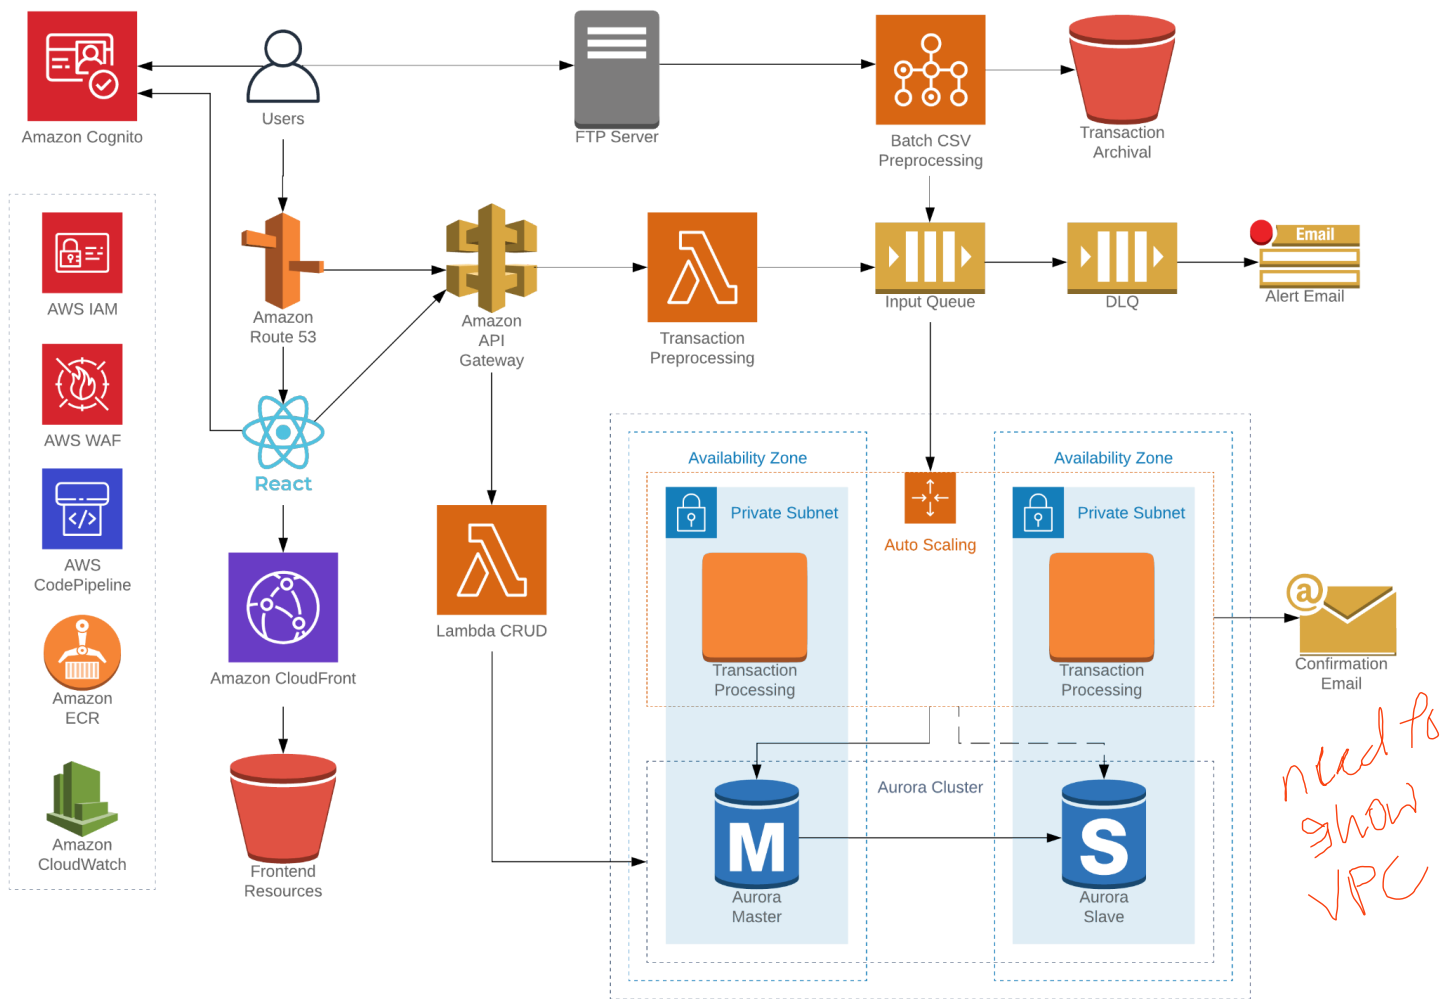 Amazon Cognito
Users
FTP Server
Batch CSV
Preprocessing
Transaction
Archival
AWS IAM
AWS WAF
AWS
CodePipeline
Amazon
ECR
Amazon
CloudWatch
Amazon
Route 53
Amazon
API
Gateway
Transaction
Preprocessing
Input Queue
DLQ
Email
Alert Email
React
Amazon CloudFront
Frontend
Resources
Lambda CRUD
Availability Zone
Availability Zone
Private Subnet
Auto Scaling
Private Subnet
Transaction
Processing
Transaction
Processing
@
Confirmation
Email
Aurora Cluster
M
S
Aurora
Master
Aurora
Slave
need to
show
VPC